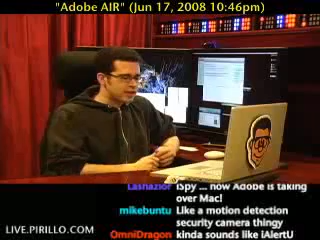 "Adobe AIR" (Jun 17, 2008 10:46pm)
Lashazior iSpy ... now Adobe is taking
over Mac!
mikebuntu Like a motion detection
security camera thingy
OmniDragon kinda sounds like iAlertU
LIVE.PIRILLO.COM